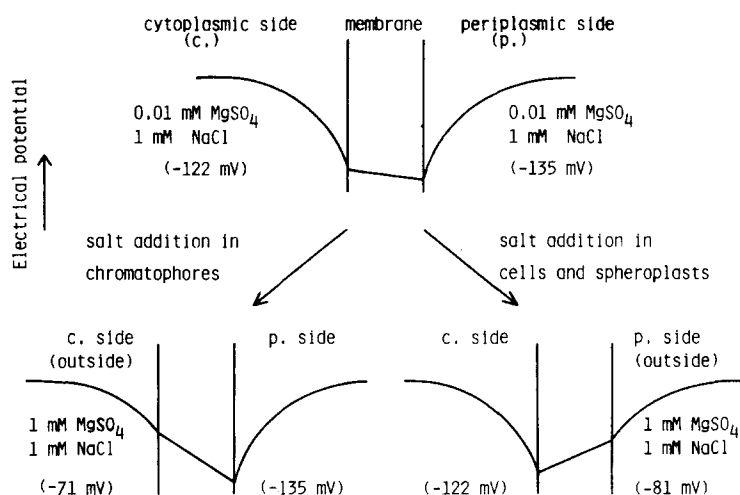 cytoplasmic side membrane periplasmic side
(c.) (p.)
Electrical potential
0.01 mM MgSO4 0.01 mM MgSO4
1 mM NaCl 1 mM NaCl
(-122 mV) (-135 mV)
salt addition in salt addition in
chromatophores cells and spheroplasts
c. side p. side c. side p. side
(outside) (outside)
1 mM MgSO4 1 mM MgSO4
1 mM NaCl 1 mM NaCl
(-71 mV) (-135 mV) (-122 mV) (-81 mV)